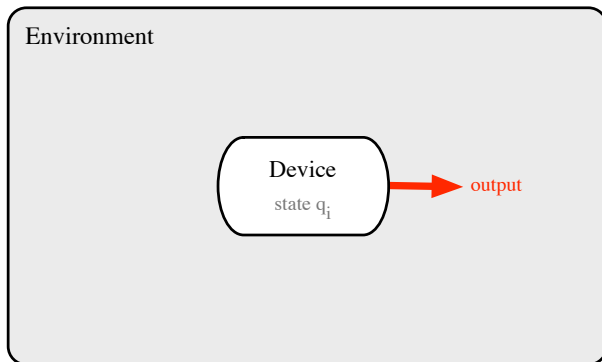 Environment
Device
state qᵢ
output